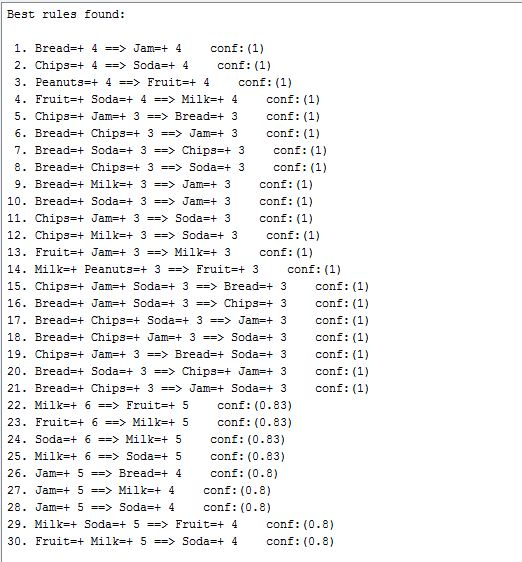 Best rules found:
1. Bread=+ 4 ==> Jam=+ 4 conf:(1)
2. Chips=+ 4 ==> Soda=+ 4 conf:(1)
3. Peanuts=+ 4 ==> Fruit=+ 4 conf:(1)
4. Fruit=+ Soda=+ 4 ==> Milk=+ 4 conf:(1)
5. Chips=+ Jam=+ 3 ==> Bread=+ 3 conf:(1)
6. Bread=+ Chips=+ 3 ==> Jam=+ 3 conf:(1)
7. Bread=+ Soda=+ 3 ==> Chips=+ 3 conf:(1)
8. Bread=+ Chips=+ 3 ==> Soda=+ 3 conf:(1)
9. Bread=+ Milk=+ 3 ==> Jam=+ 3 conf:(1)
10. Bread=+ Soda=+ 3 ==> Jam=+ 3 conf:(1)
11. Chips=+ Jam=+ 3 ==> Soda=+ 3 conf:(1)
12. Chips=+ Milk=+ 3 ==> Soda=+ 3 conf:(1)
13. Fruit=+ Jam=+ 3 ==> Milk=+ 3 conf:(1)
14. Milk=+ Peanuts=+ 3 ==> Fruit=+ 3 conf:(1)
15. Chips=+ Jam=+ Soda=+ 3 ==> Bread=+ 3 conf:(1)
16. Bread=+ Jam=+ Soda=+ 3 ==> Chips=+ 3 conf:(1)
17. Bread=+ Chips=+ Soda=+ 3 ==> Jam=+ 3 conf:(1)
18. Bread=+ Chips=+ Jam=+ 3 ==> Soda=+ 3 conf:(1)
19. Chips=+ Jam=+ 3 ==> Bread=+ Soda=+ 3 conf:(1)
20. Bread=+ Soda=+ 3 ==> Chips=+ Jam=+ 3 conf:(1)
21. Bread=+ Chips=+ 3 ==> Jam=+ Soda=+ 3 conf:(1)
22. Milk=+ 6 ==> Fruit=+ 5 conf:(0.83)
23. Fruit=+ 6 ==> Milk=+ 5 conf:(0.83)
24. Soda=+ 6 ==> Milk=+ 5 conf:(0.83)
25. Milk=+ 6 ==> Soda=+ 5 conf:(0.83)
26. Jam=+ 5 ==> Bread=+ 4 conf:(0.8)
27. Jam=+ 5 ==> Milk=+ 4 conf:(0.8)
28. Jam=+ 5 ==> Soda=+ 4 conf:(0.8)
29. Milk=+ Soda=+ 5 ==> Fruit=+ 4 conf:(0.8)
30. Fruit=+ Milk=+ 5 ==> Soda=+ 4 conf:(0.8)